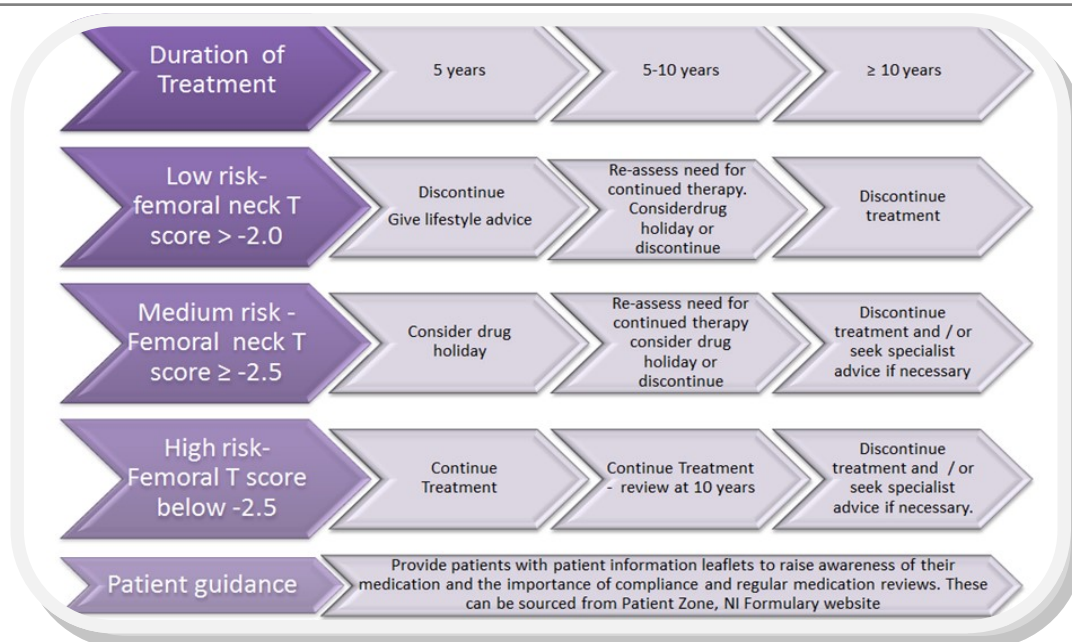 Duration of
Treatment
5 years
5-10 years
≥ 10 years
Low risk-
femoral neck T
score > -2.0
Discontinue
Give lifestyle advice
Re-assess need for
continued therapy.
Considerdrug
holiday or
discontinue
Discontinue
treatment
Medium risk -
Femoral neck T
score ≥ -2.5
Consider drug
holiday
Re-assess need for
continued therapy
consider drug
holiday or
discontinue
Discontinue
treatment and / or
seek specialist
advice if necessary
High risk-
Femoral T score
below -2.5
Continue
Treatment
Continue Treatment
- review at 10 years
Discontinue
treatment and / or
seek specialist
advice if necessary.
Patient guidance
Provide patients with patient information leaflets to raise awareness of their
medication and the importance of compliance and regular medication reviews. These
can be sourced from Patient Zone, NI Formulary website